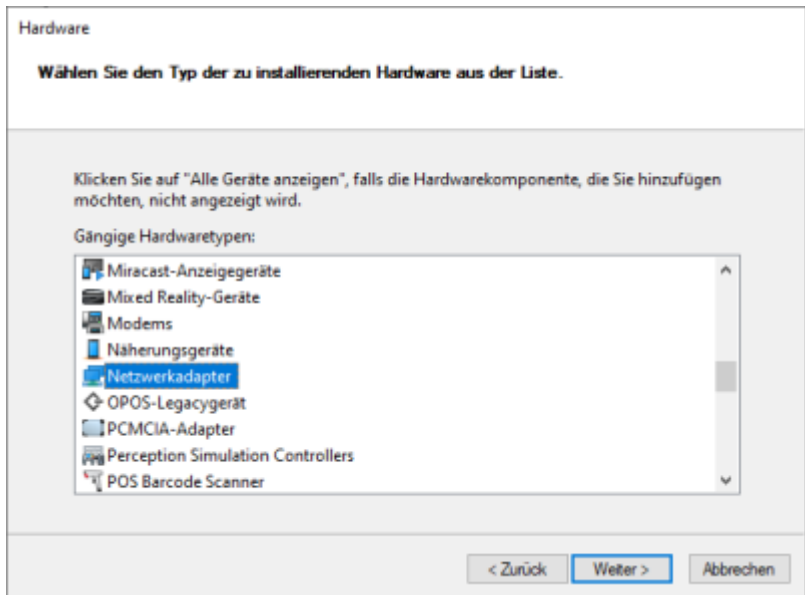 Hardware
Wählen Sie den Typ der zu installierenden Hardware aus der Liste.
Klicken Sie auf "Alle Geräte anzeigen", falls die Hardwarekomponente, die Sie hinzufügen
möchten, nicht angezeigt wird.
Gängige Hardwaretypen:
Miracast-Anzeigegeräte
Mixed Reality-Geräte
Modems
Näherungsgeräte
Netzwerkadapter
OPOS-Legacygerät
PCMCIA-Adapter
Perception Simulation Controllers
POS Barcode Scanner
< Zurück Weiter > Abbrechen